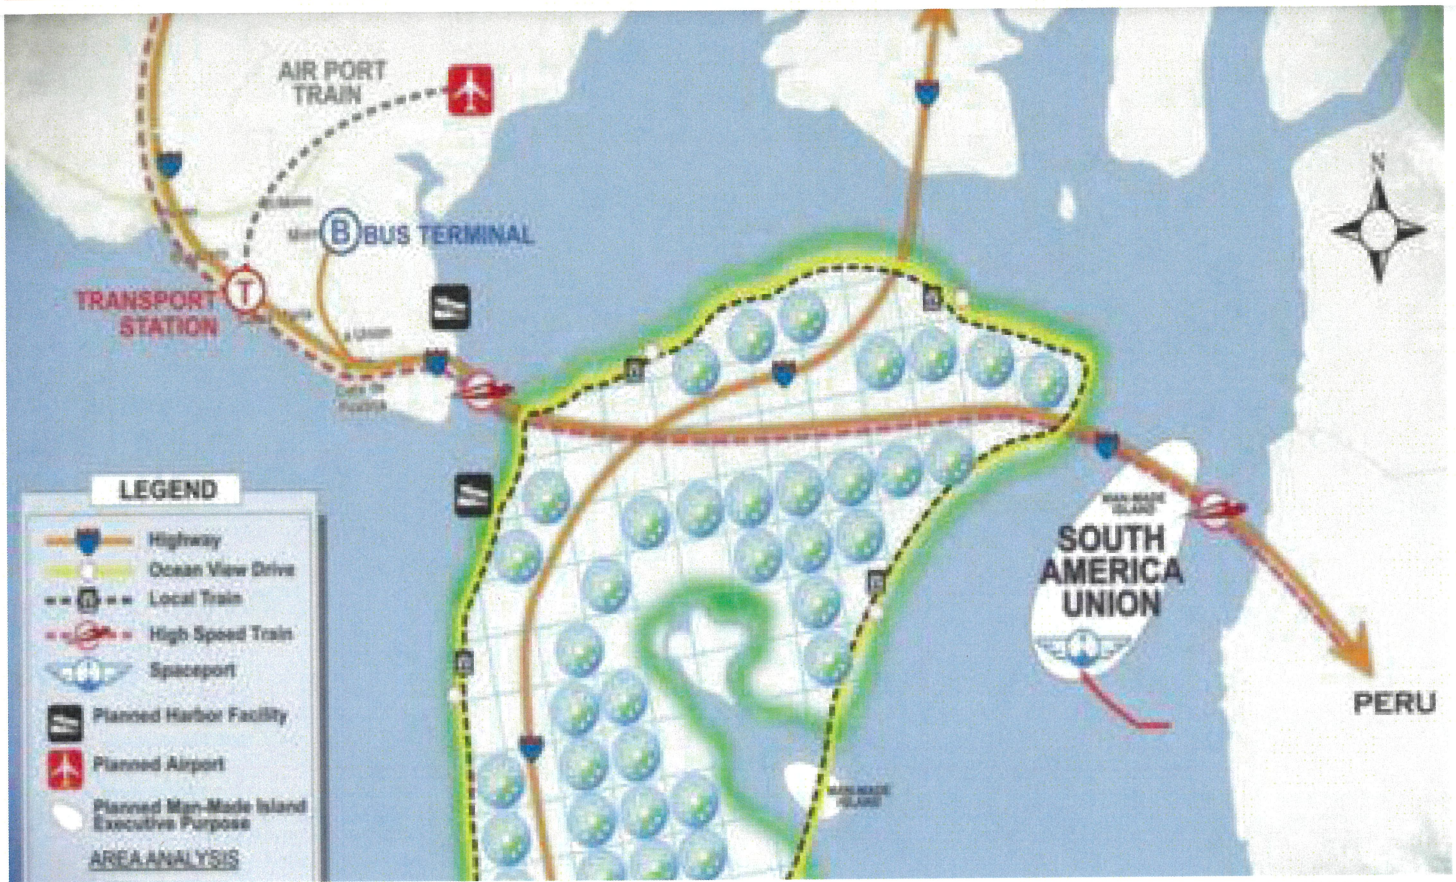 AIR PORT
TRAIN
N
B
BUS TERMINAL
T
TRANSPORT
STATION
MAN-MADE
ISLAND
SOUTH
AMERICA
UNION
PERU
MAN-MADE
ISLAND
LEGEND
Highway
Ocean View Drive
Local Train
High Speed Train
Spaceport
Planned Harbor Facility
Planned Airport
Planned Man-Made Island
Executive Purpose
AREA ANALYSIS